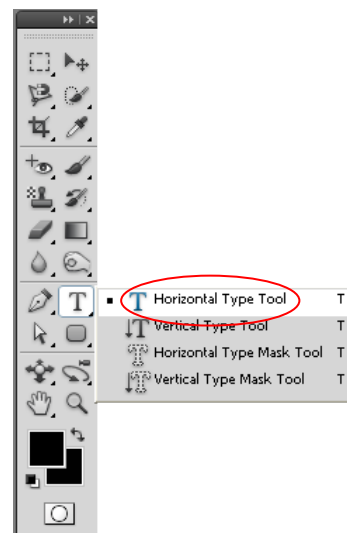 Horizontal Type Tool T
Vertical Type Tool T
Horizontal Type Mask Tool T
Vertical Type Mask Tool T